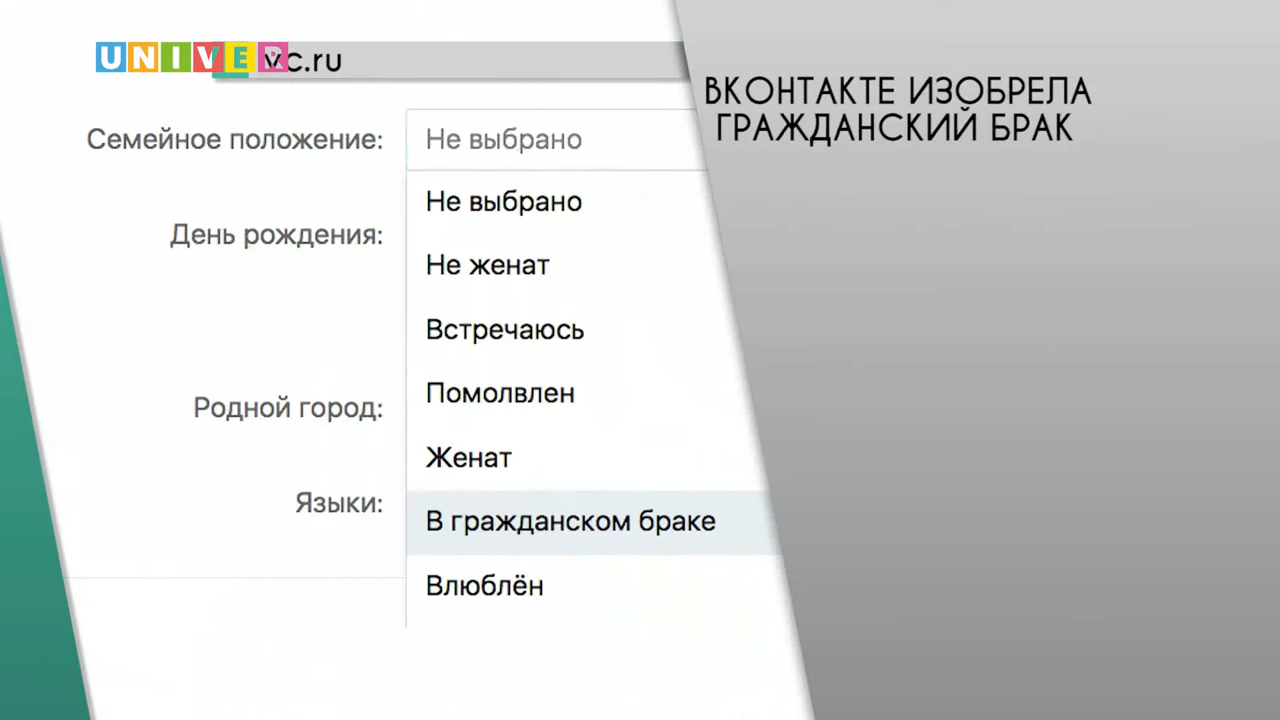 UNIVER
vc.ru
ВКОНТАКТЕ ИЗОБРЕЛА
ГРАЖДАНСКИЙ БРАК
Семейное положение:
Не выбрано
Не выбрано
День рождения:
Не женат
Встречаюсь
Помолвлен
Родной город:
Женат
Языки:
В гражданском браке
Влюблён